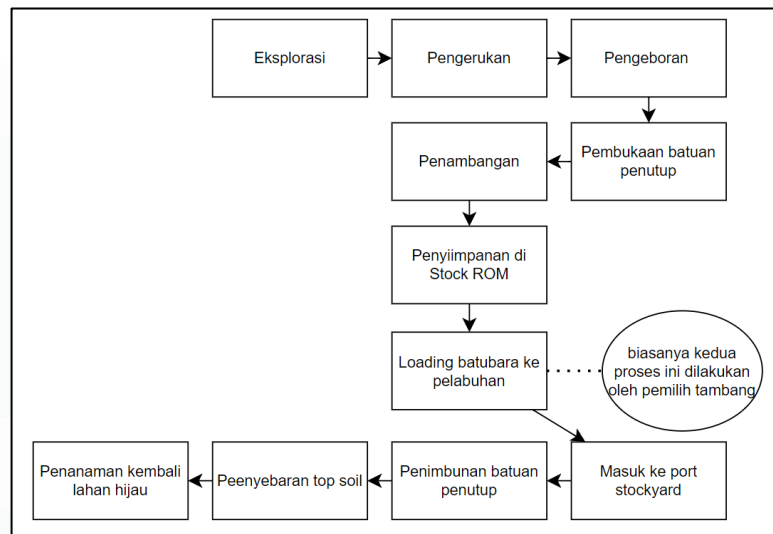 Eksplorasi
Pengerukan
Pengeboran
Pembukaan batuan
penutup
Penambangan
Penyiimpanan di
Stock ROM
Loading batubara ke
pelabuhan
biasanya kedua
proses ini dilakukan
oleh pemilih tambang
Masuk ke port
stockyard
Penimbunan batuan
penutup
Peenyebaran top soil
Penanaman kembali
lahan hijau